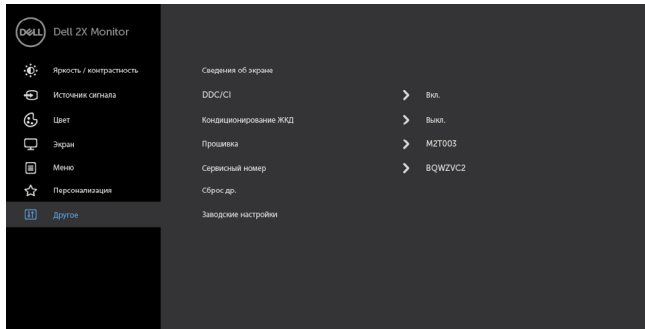 DELL Dell 2X Monitor
Яркость / контрастность
Источник сигнала
Цвет
Экран
Меню
Персонализация
Другое
Сведения об экране
DDC/CI Вкл.
Кондиционирование ЖКД Выкл.
Прошивка M2T003
Сервисный номер BQWZVC2
Сброс др.
Заводские настройки